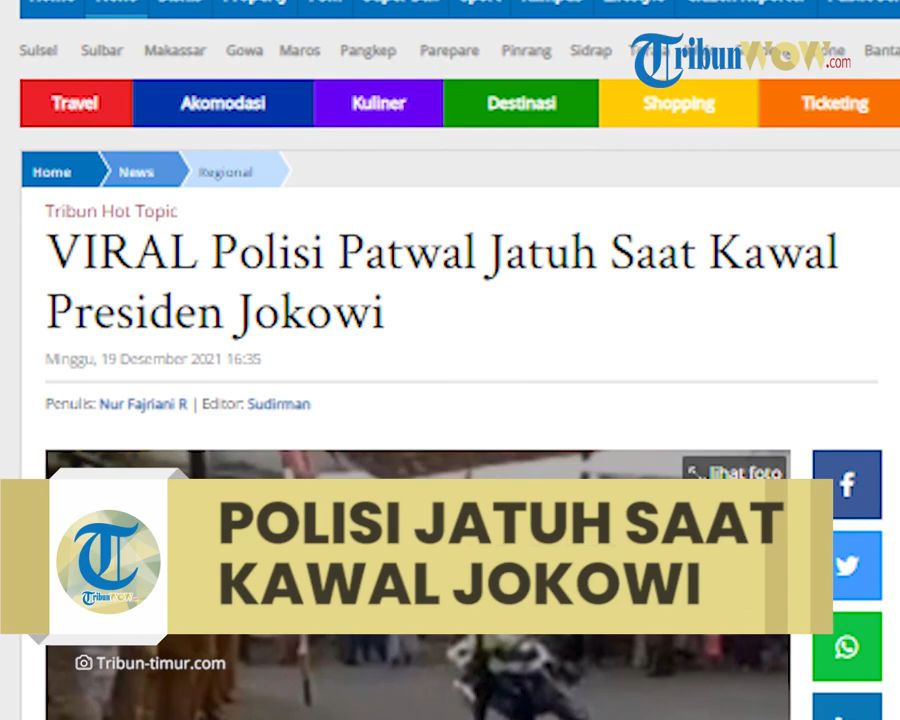 Sulsel Sulbar Makassar Gowa Maros Pangkep Parepare Pinrang Sidrap
TribunWOW.com
Travel Akomodasi Kuliner Destinasi Shopping Ticketing
Home News Regional
Tribun Hot Topic
VIRAL Polisi Patwal Jatuh Saat Kawal
Presiden Jokowi
Minggu, 19 Desember 2021 16:35
Penulis: Nur Fajriani R | Editor: Sudirman
lihat foto
POLISI JATUH SAAT
KAWAL JOKOWI
TribunWOW
Tribun-timur.com